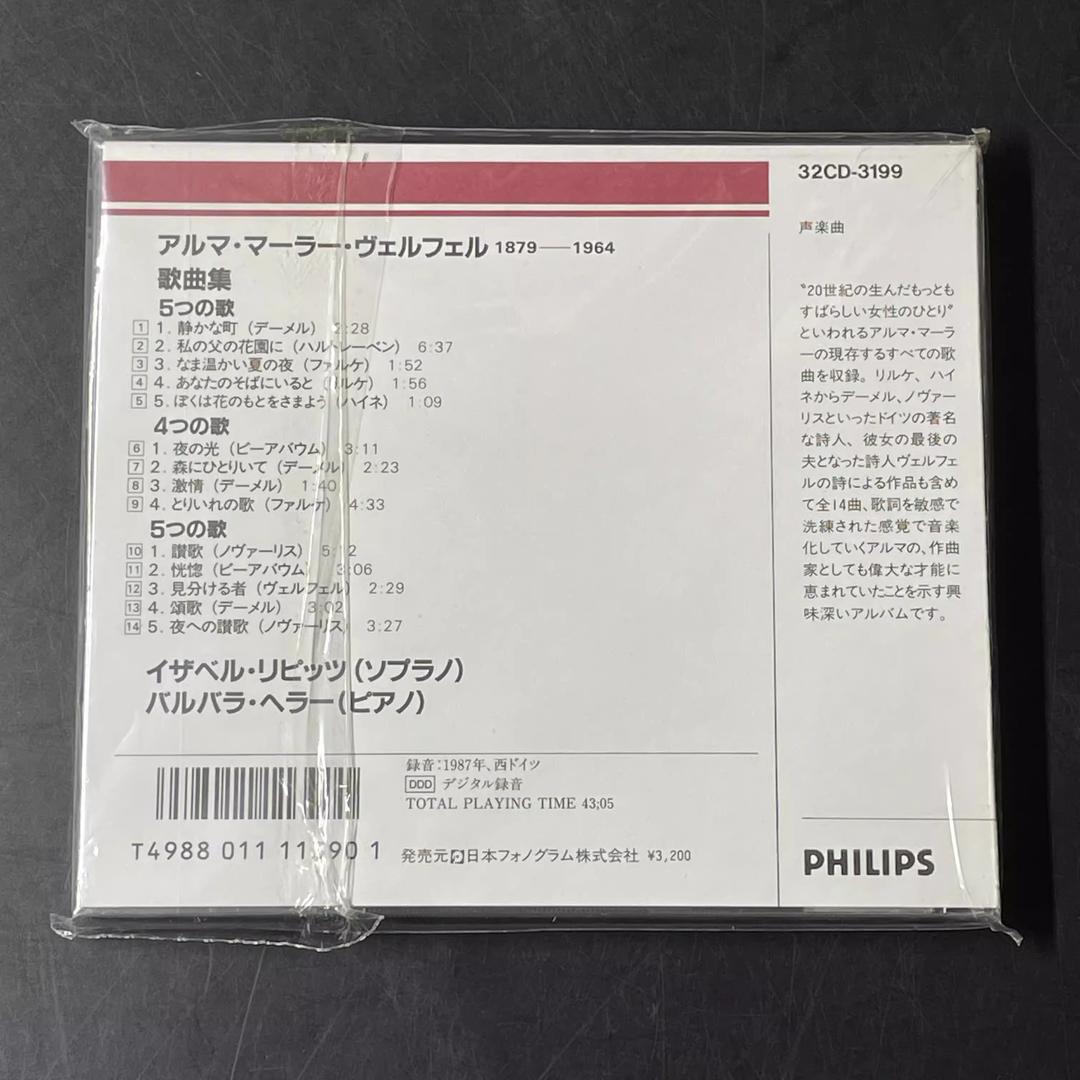 アルマ・マーラー・ヴェルフェル 1879―1964
歌曲集
5つの歌
1 1. 静かな町 (デーメル) 2:28
2 2. 私の父の花園に (ハルトレーベン) 6:37
3 3. なま温かい夏の夜 (ファルケ) 1:52
4 4. あなたのそばにいると (リルケ) 1:56
5 5. ぼくは花のもとをさまよう (ハイネ) 1:09
4つの歌
6 1. 夜の光 (ビーアバウム) 3:11
7 2. 森にひとりいて (デーメル) 2:23
8 3. 激情 (デーメル) 1:40
9 4. とりいれの歌 (ファルケ) 4:33
5つの歌
10 1. 讃歌 (ノヴァーリス) 5:12
11 2. 恍惚 (ビーアバウム) 3:06
12 3. 見分ける者 (ヴェルフェル) 2:29
13 4. 頌歌 (デーメル) 3:02
14 5. 夜への讃歌 (ノヴァーリス) 3:27
イザベル・リピッツ (ソプラノ)
バルバラ・ヘラー (ピアノ)
録音:1987年、西ドイツ
DDD デジタル録音
TOTAL PLAYING TIME 43;05
T4988 011 90 1
発売元 日本フォノグラム株式会社 ¥3,200
32CD-3199
声楽曲
〝20世紀の生んだもっとも
すばらしい女性のひとり〟
といわれるアルマ・マーラ
ーの現存するすべての歌
曲を収録。リルケ、ハイ
ネからデーメル、ノヴァー
リスといったドイツの著名
な詩人、彼女の最後の
夫となった詩人ヴェルフェ
ルの詩による作品も含め
て全14曲、歌詞を敏感で
洗練された感覚で音楽
化していくアルマの、作曲
家としても偉大な才能に
恵まれていたことを示す興
味深いアルバムです。
PHILIPS